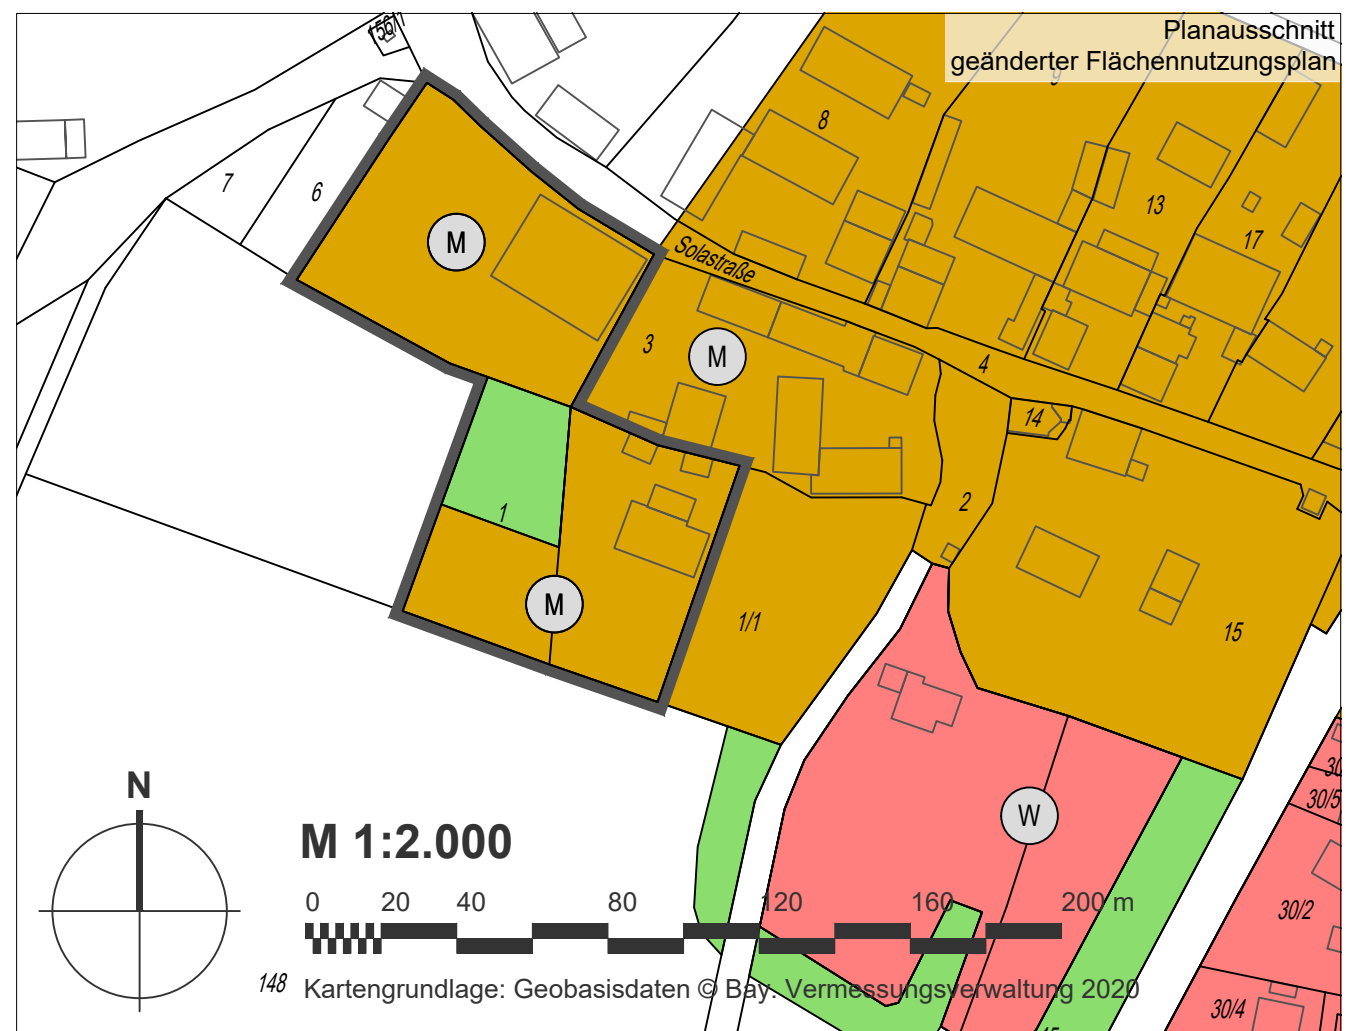 Planausschnitt
geänderter Flächennutzungsplan
9
8
7
6
13
17
M
Solastraße
3
M
4
14
2
1
M
1/1
15
W
30/5
30/2
30/4
N
M 1:2.000
0 20 40 80 120 160 200 m
148
Kartengrundlage: Geobasisdaten © Bay. Vermessungsverwaltung 2020